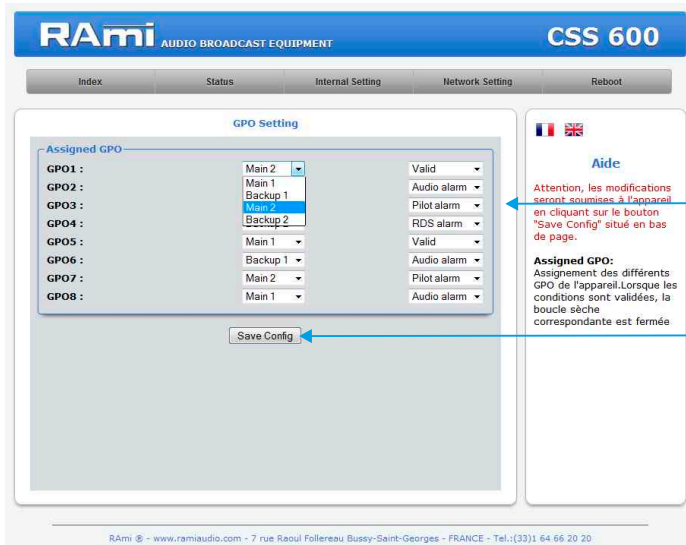 RAmi AUDIO BROADCAST EQUIPMENT CSS 600
Index Status Internal Setting Network Setting Reboot
GPO Setting
Assigned GPO
GPO1 : Main 2 Valid
Main 1
Backup 1
Main 2
Backup 2
GPO2 : Audio alarm
GPO3 : Pilot alarm
GPO4 : RDS alarm
GPO5 : Main 1 Valid
GPO6 : Backup 1 Audio alarm
GPO7 : Main 2 Pilot alarm
GPO8 : Main 1 Audio alarm
Save Config
Aide
Attention, les modifications
seront soumises à l'appareil
en cliquant sur le bouton
"Save Config" situé en bas
de page.
Assigned GPO:
Assignement des différents
GPO de l'appareil.Lorsque les
conditions sont validées, la
boucle sèche
correspondante est fermée
RAmi ® - www.ramiaudio.com - 7 rue Raoul Follereau Bussy-Saint-Georges - FRANCE - Tel.:(33)1 64 66 20 20